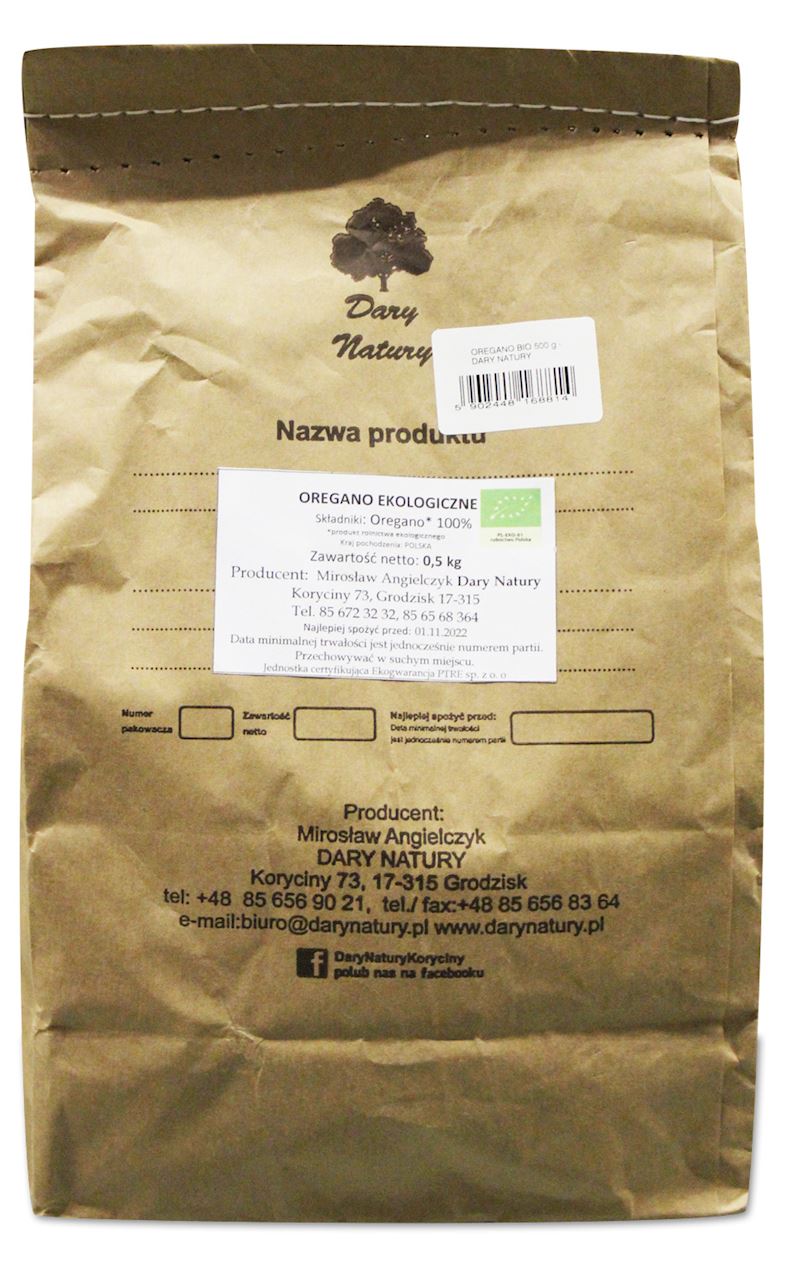 Dary
Natury
OREGANO BIO 500 g -
DARY NATURY
5 902448 168814
Nazwa produktu
OREGANO EKOLOGICZNE
Składniki: Oregano* 100%
*produkt rolnictwa ekologicznego
Kraj pochodzenia: POLSKA
PL-EKO-01
rolnictwo Polska
Zawartość netto: 0,5 kg
Producent: Mirosław Angielczyk Dary Natury
Koryciny 73, Grodzisk 17-315
Tel. 85 672 32 32, 85 65 68 364
Najlepiej spożyć przed: 01.11.2022
Data minimalnej trwałości jest jednocześnie numerem partii.
Przechowywać w suchym miejscu.
Jednostka certyfikująca Ekogwarancja PTRE sp. z o. o
Numer
pakowacza
Zawartość
netto
Najlepiej spożyć przed:
Data minimalnej trwałości
jest jednocześnie numerem partii
Producent:
Mirosław Angielczyk
DARY NATURY
Koryciny 73, 17-315 Grodzisk
tel: +48 85 656 90 21, tel./ fax:+48 85 656 83 64
e-mail:biuro@darynatury.pl www.darynatury.pl
f DaryNaturyKoryciny
polub nas na facebooku